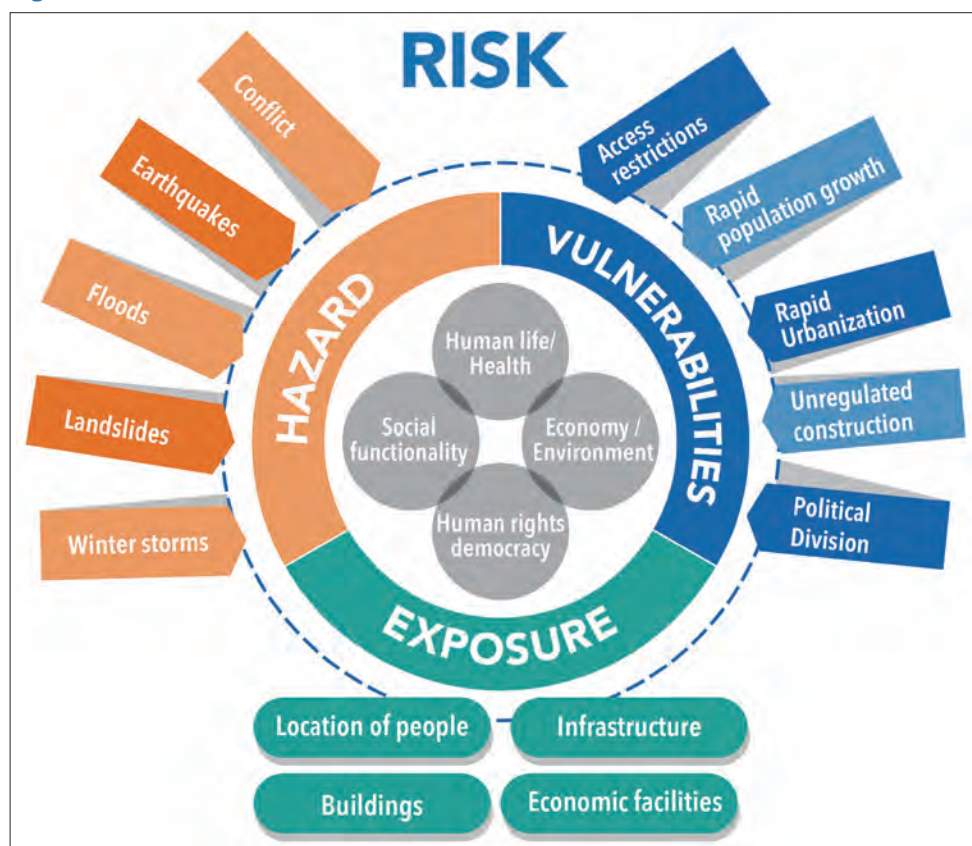 RISK
Conflict
Earthquakes
Floods
Landslides
Winter storms
Access
restrictions
Rapid
population growth
Rapid
Urbanization
Unregulated
construction
Political
Division
HAZARD
VULNERABILITIES
EXPOSURE
Human life/
Health
Social
functionality
Economy /
Environment
Human rights
democracy
Location of people
Infrastructure
Buildings
Economic facilities